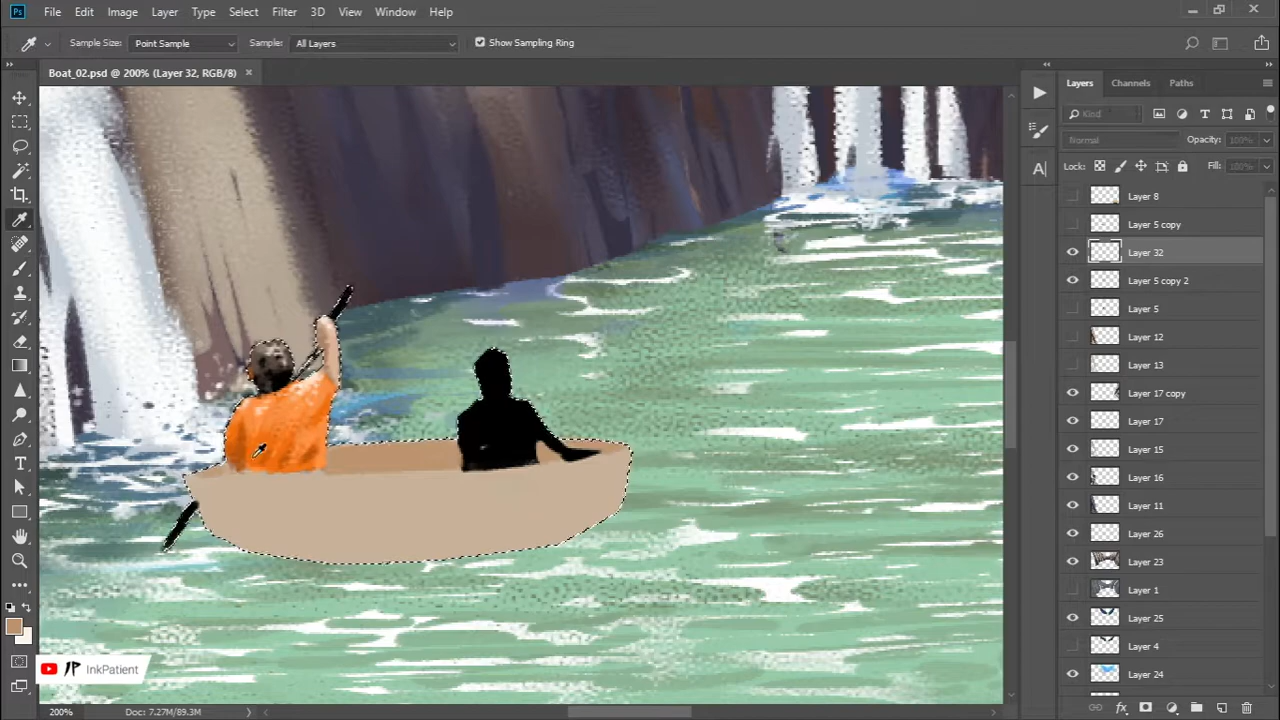 Ps File Edit Image Layer Type Select Filter 3D View Window Help
Sample Size: Point Sample Sample: All Layers Show Sampling Ring
Boat_02.psd @ 200% (Layer 32, RGB/8) ×
Layers Channels Paths
Kind
Normal Opacity: 100%
Lock: Fill: 100%
Layer 8
Layer 5 copy
Layer 32
Layer 5 copy 2
Layer 5
Layer 12
Layer 13
Layer 17 copy
Layer 17
Layer 15
Layer 16
Layer 11
Layer 26
Layer 23
Layer 1
Layer 25
Layer 4
Layer 24
InkPatient
200% Doc: 7.27M/89.3M